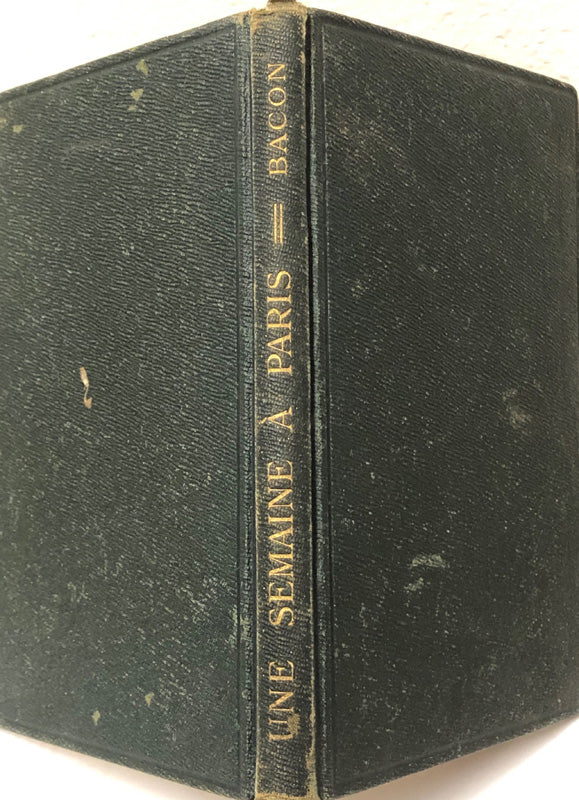 UNE SEMAINE À PARIS = BACON